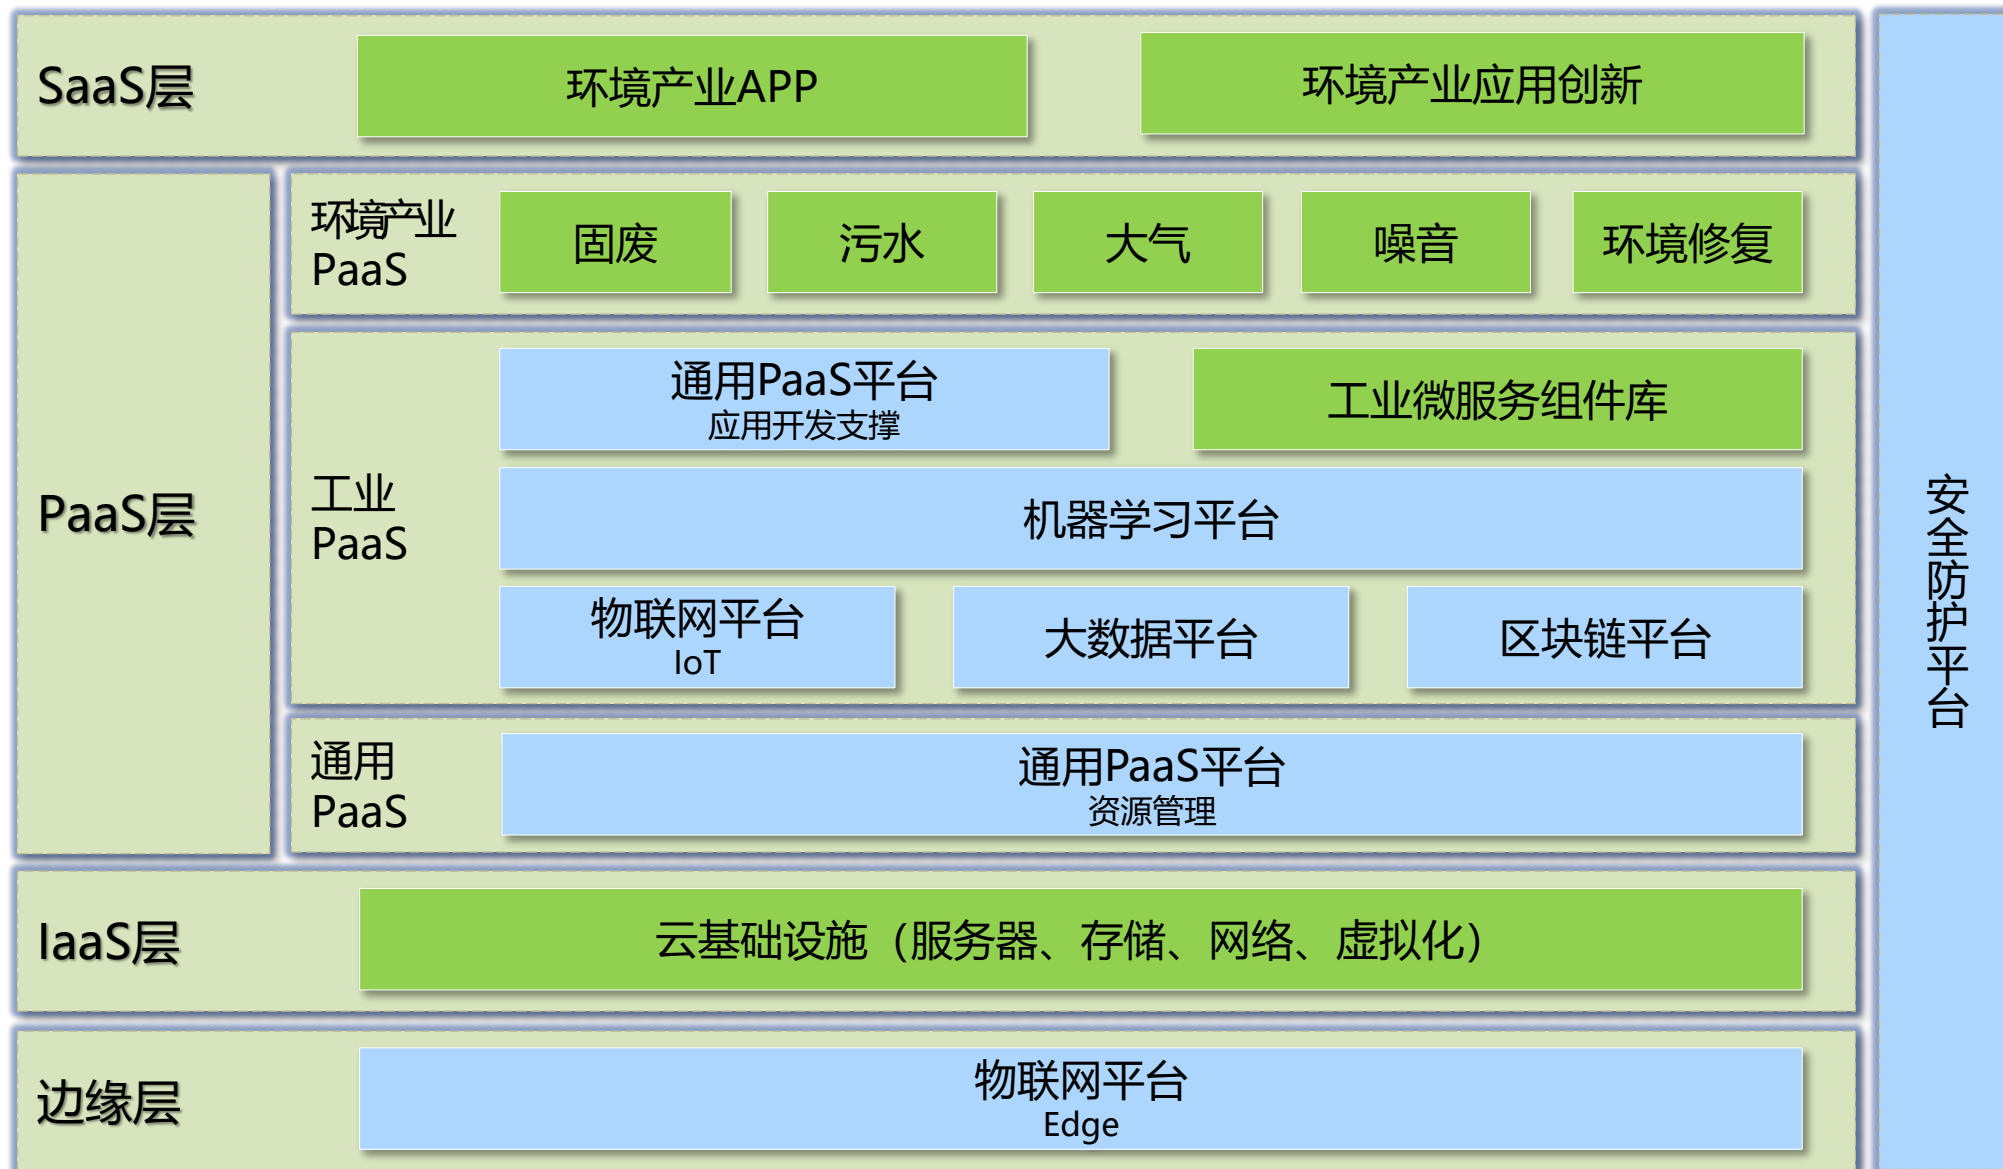 SaaS层
环境产业APP
环境产业应用创新
PaaS层
环境产业
PaaS
固废
污水
大气
噪音
环境修复
工业
PaaS
通用PaaS平台
应用开发支撑
工业微服务组件库
机器学习平台
物联网平台
IoT
大数据平台
区块链平台
通用
PaaS
通用PaaS平台
资源管理
IaaS层
云基础设施（服务器、存储、网络、虚拟化）
边缘层
物联网平台
Edge
安全防护平台